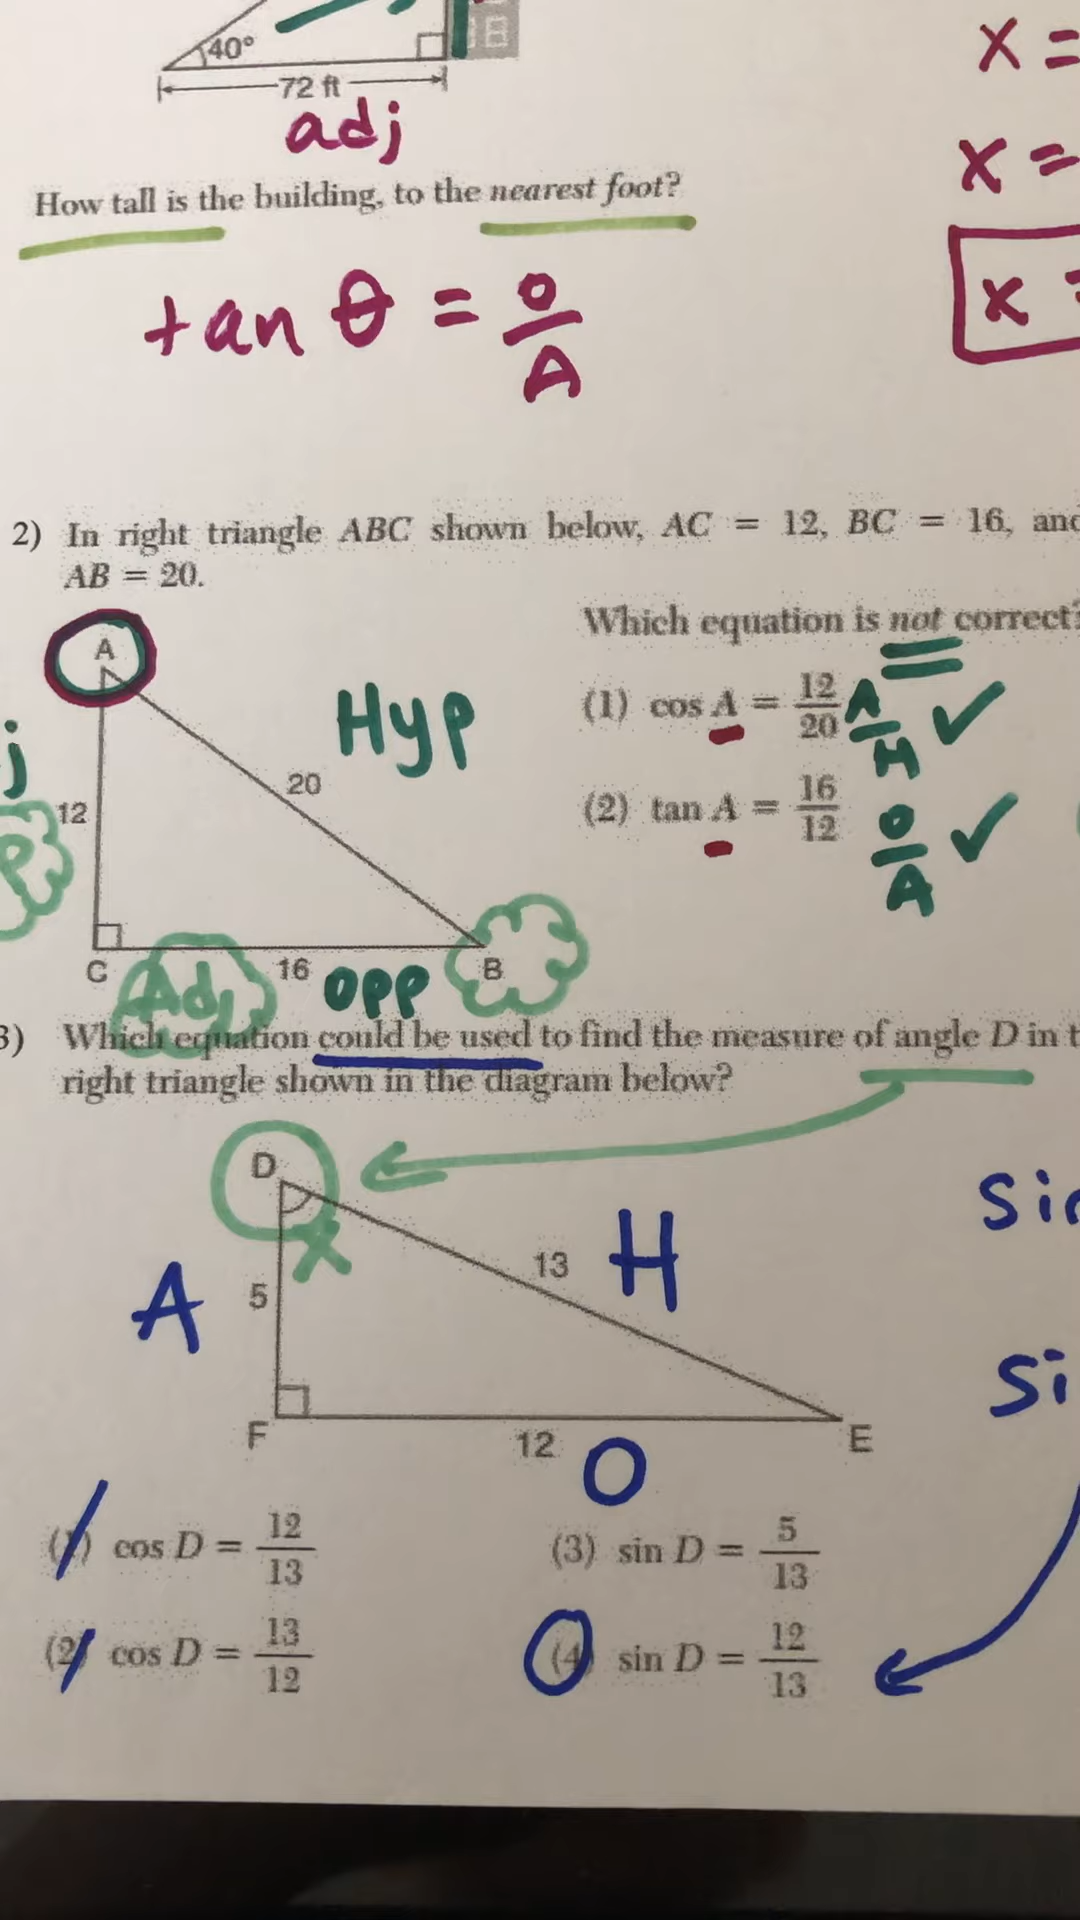 40°
72 ft
adj
x =
x =
x =
How tall is the building, to the nearest foot?
tan θ = O/A
2) In right triangle ABC shown below, AC = 12, BC = 16, and
AB = 20.
Which equation is not correct?
A
Hyp
(1) cos A = 12/20 A/H ✓
j
20
12
(2) tan A = 16/12 O/A ✓
C
Adj
16
opp
B
3) Which equation could be used to find the measure of angle D in
right triangle shown in the diagram below?
D
x
H
13
A
5
F
12
O
E
(1) cos D = 12/13
(3) sin D = 5/13
(2) cos D = 13/12
(4) sin D = 12/13